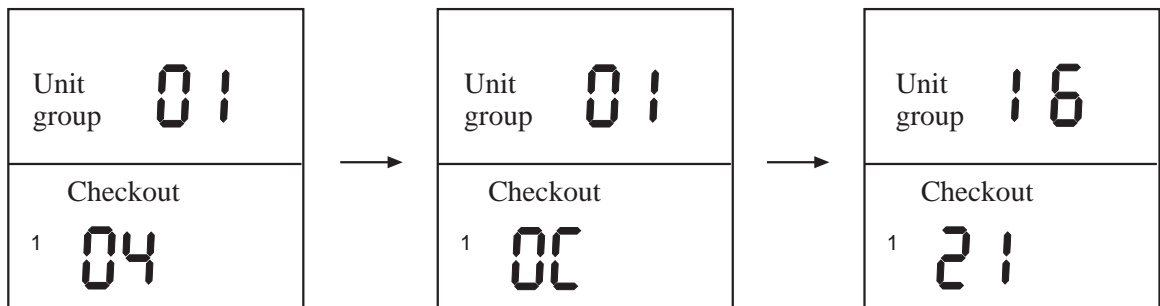 Unit group 01
Checkout
1 04
Unit group 01
Checkout
1 0C
Unit group 16
Checkout
1 21